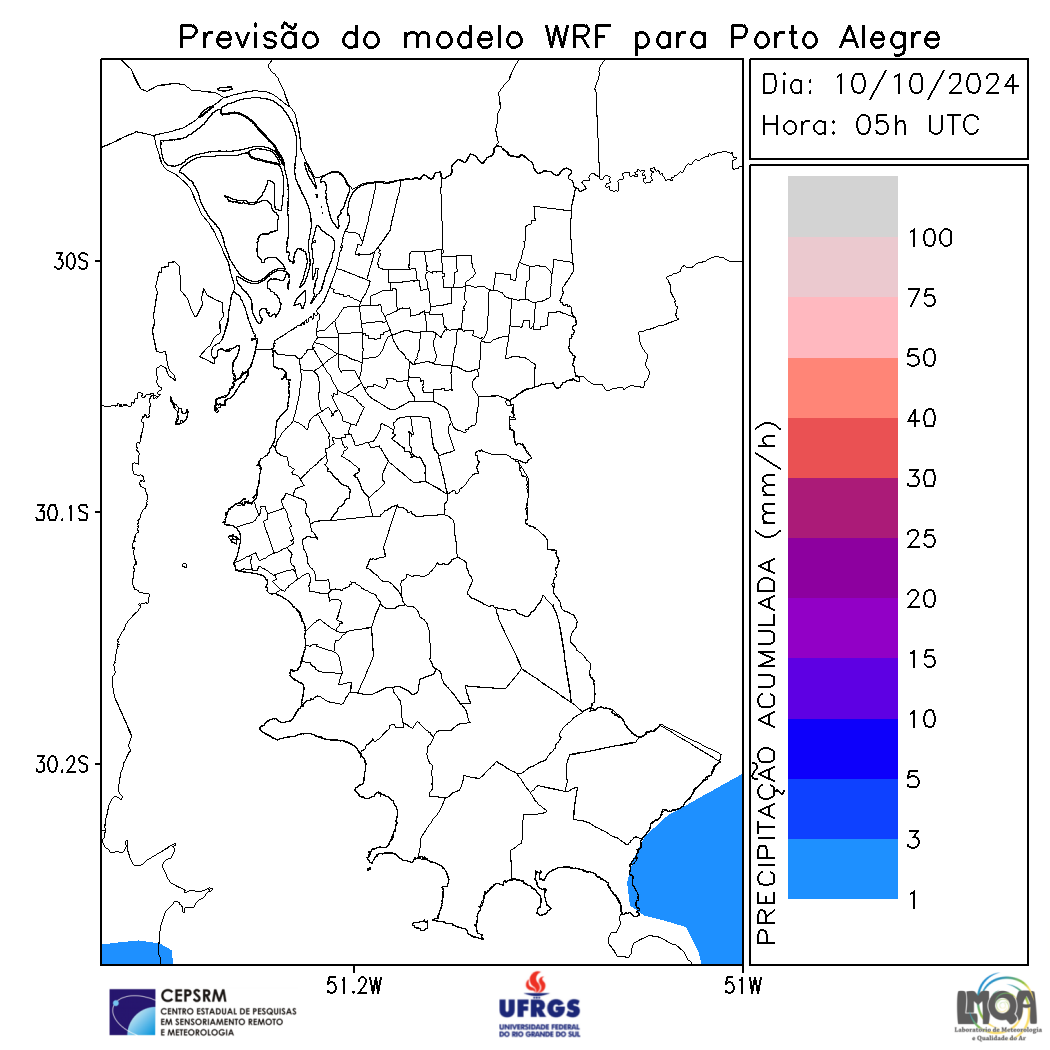 Previsão do modelo WRF para Porto Alegre
Dia: 10/10/2024
Hora: 05h UTC
30S
30.1S
30.2S
51.2W
51W
PRECIPITAÇÃO ACUMULADA (mm/h)
100
75
50
40
30
25
20
15
10
5
3
1
CEPSRM
CENTRO ESTADUAL DE PESQUISAS
EM SENSORIAMENTO REMOTO
E METEOROLOGIA
UFRGS
UNIVERSIDADE FEDERAL
DO RIO GRANDE DO SUL
LMQA
Laboratório de Meteorologia
e Qualidade do Ar